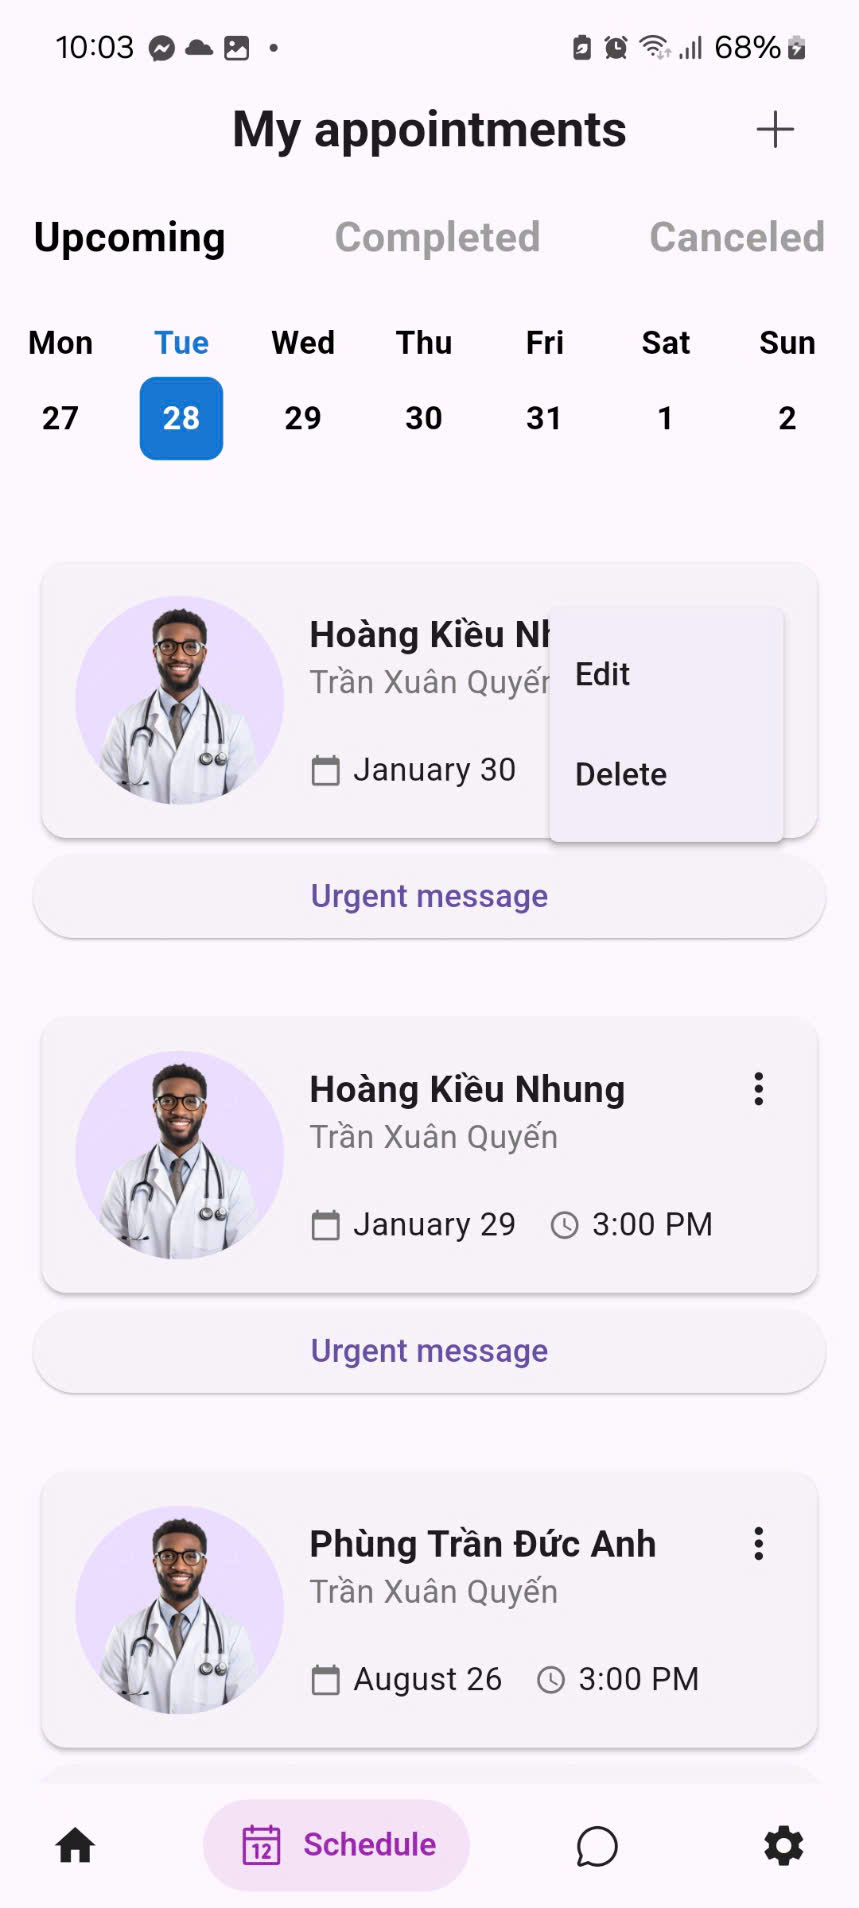 10:03 68%
My appointments
Upcoming Completed Canceled
Mon Tue Wed Thu Fri Sat Sun
27 28 29 30 31 1 2
Hoàng Kiều
Trần Xuân
Edit
January 30
Delete
Urgent message
Hoàng Kiều Nhung
Trần Xuân Quyến
January 29 3:00 PM
Urgent message
Phùng Trần Đức Anh
Trần Xuân Quyến
August 26 3:00 PM
12 Schedule